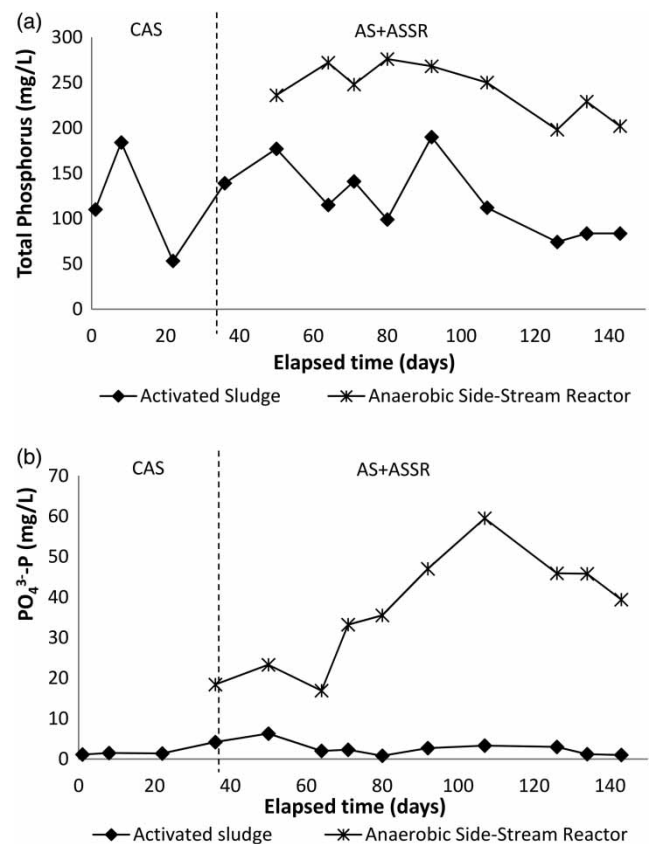 (a)
CAS AS+ASSR
Total Phosphorus (mg/L)
300
250
200
150
100
50
0
0 20 40 60 80 100 120 140
Elapsed time (days)
Activated Sludge Anaerobic Side-Stream Reactor
(b)
CAS AS+ASSR
PO₄³-P (mg/L)
70
60
50
40
30
20
10
0
0 20 40 60 80 100 120 140
Elapsed time (days)
Activated sludge Anaerobic Side-Stream Reactor